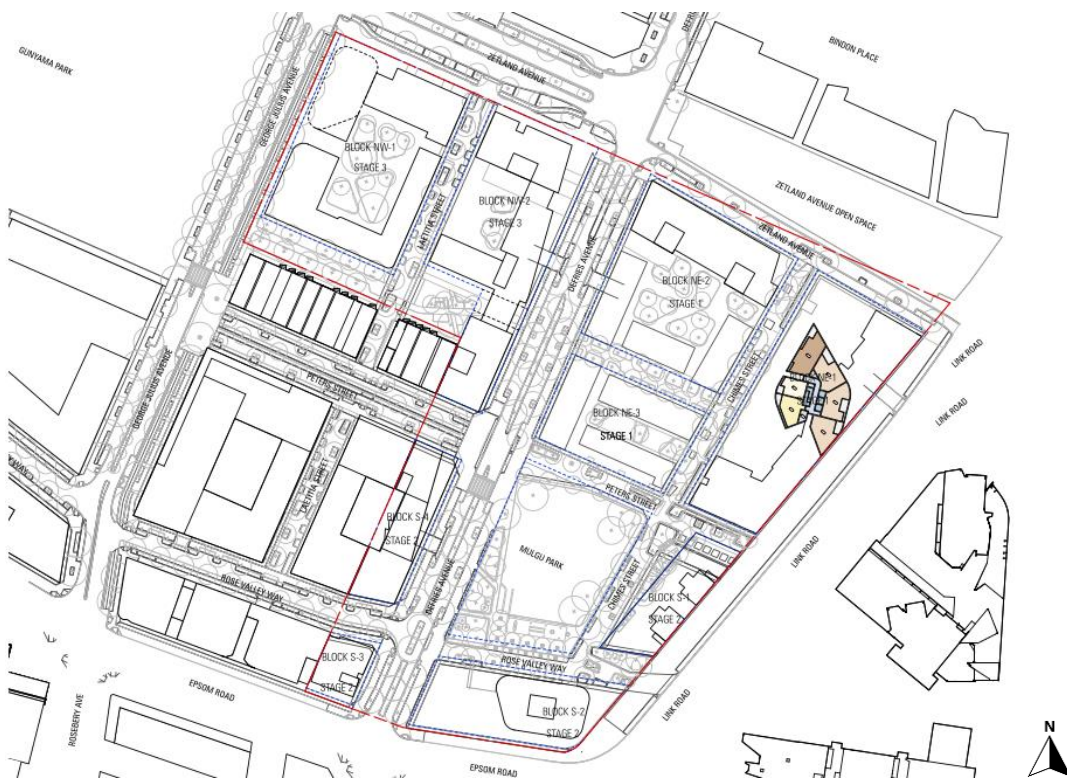 GUNYAMA PARK
ZETLAND AVENUE
BINDON PLACE
GEORGE JULIUS AVENUE
BLOCK NW-1
STAGE 3
LAETITIA STREET
BLOCK NW-2
STAGE 3
ZETLAND AVENUE OPEN SPACE
ZETLAND AVENUE
DEFRIES AVENUE
BLOCK NE-2
STAGE 1
LINK ROAD
CHIMES STREET
LINK ROAD
GEORGE JULIUS AVENUE
PETERS STREET
BLOCK NE-3
STAGE 1
LAETITIA STREET
PETERS STREET
BLOCK S-4
STAGE 2
MULGU PARK
LINK ROAD
DEFRIES AVENUE
CHIMES STREET
BLOCK S-1
STAGE 2
ROSE VALLEY WAY
BLOCK S-3
STAGE 2
ROSE VALLEY WAY
EPSOM ROAD
ROSEBERY AVE
BLOCK S-2
STAGE 2
LINK ROAD
EPSOM ROAD
N